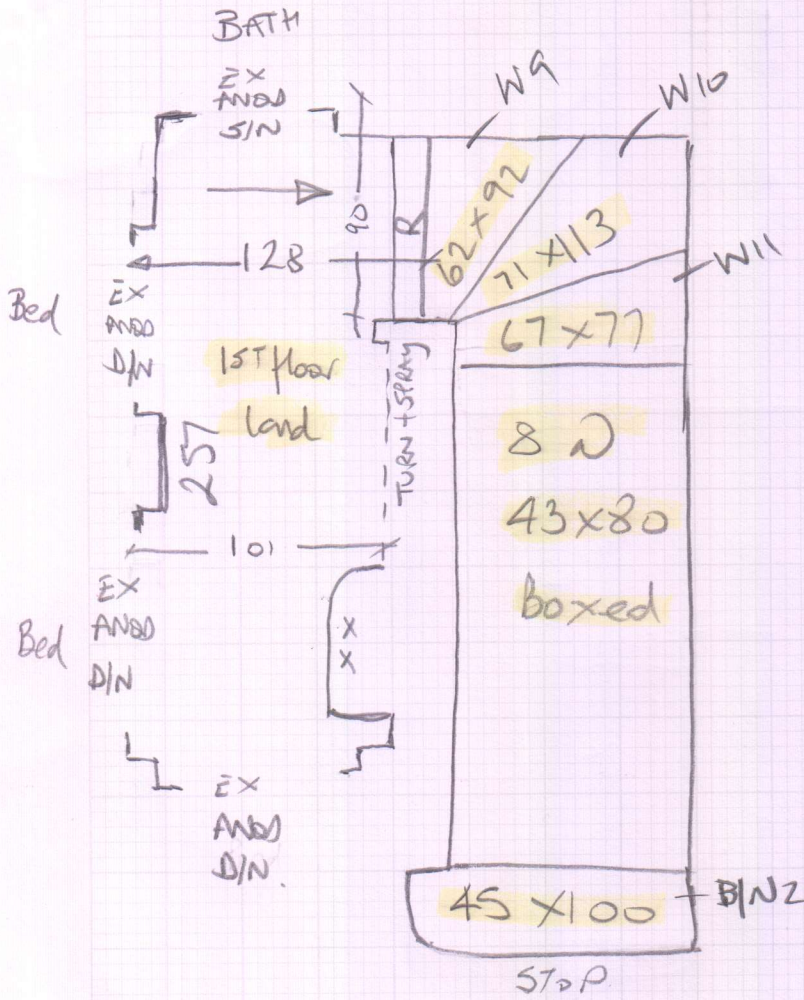 BATH
EX
ANOD
S/N
W9
W10
90
R
62 x 92
71 x 113
W11
128
Bed
EX
ANOD
D/N
1ST floor
land
67 x 77
TURN + SPRAY
257
8 N
43 x 80
boxed
101
Bed
EX
ANOD
D/N
X
X
EX
ANOD
D/N.
45 x 100
B/N 2
STOP